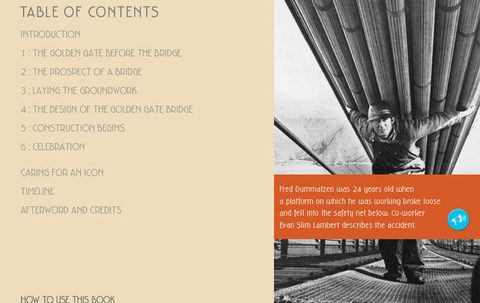 TABLE OF CONTENTS
INTRODUCTION
1 : THE GOLDEN GATE BEFORE THE BRIDGE
2 : THE PROSPECT OF A BRIDGE
3 : LAYING THE GROUNDWORK
4 : THE DESIGN OF THE GOLDEN GATE BRIDGE
5 : CONSTRUCTION BEGINS
6 : CELEBRATION
CARING FOR AN ICON
TIMELINE
AFTERWORD AND CREDITS
HOW TO USE THIS BOOK
Fred Dummatzen was 24 years old when
a platform on which he was working broke loose
and fell into the safety net below. Co-worker
Evan Slim Lambert describes the accident.